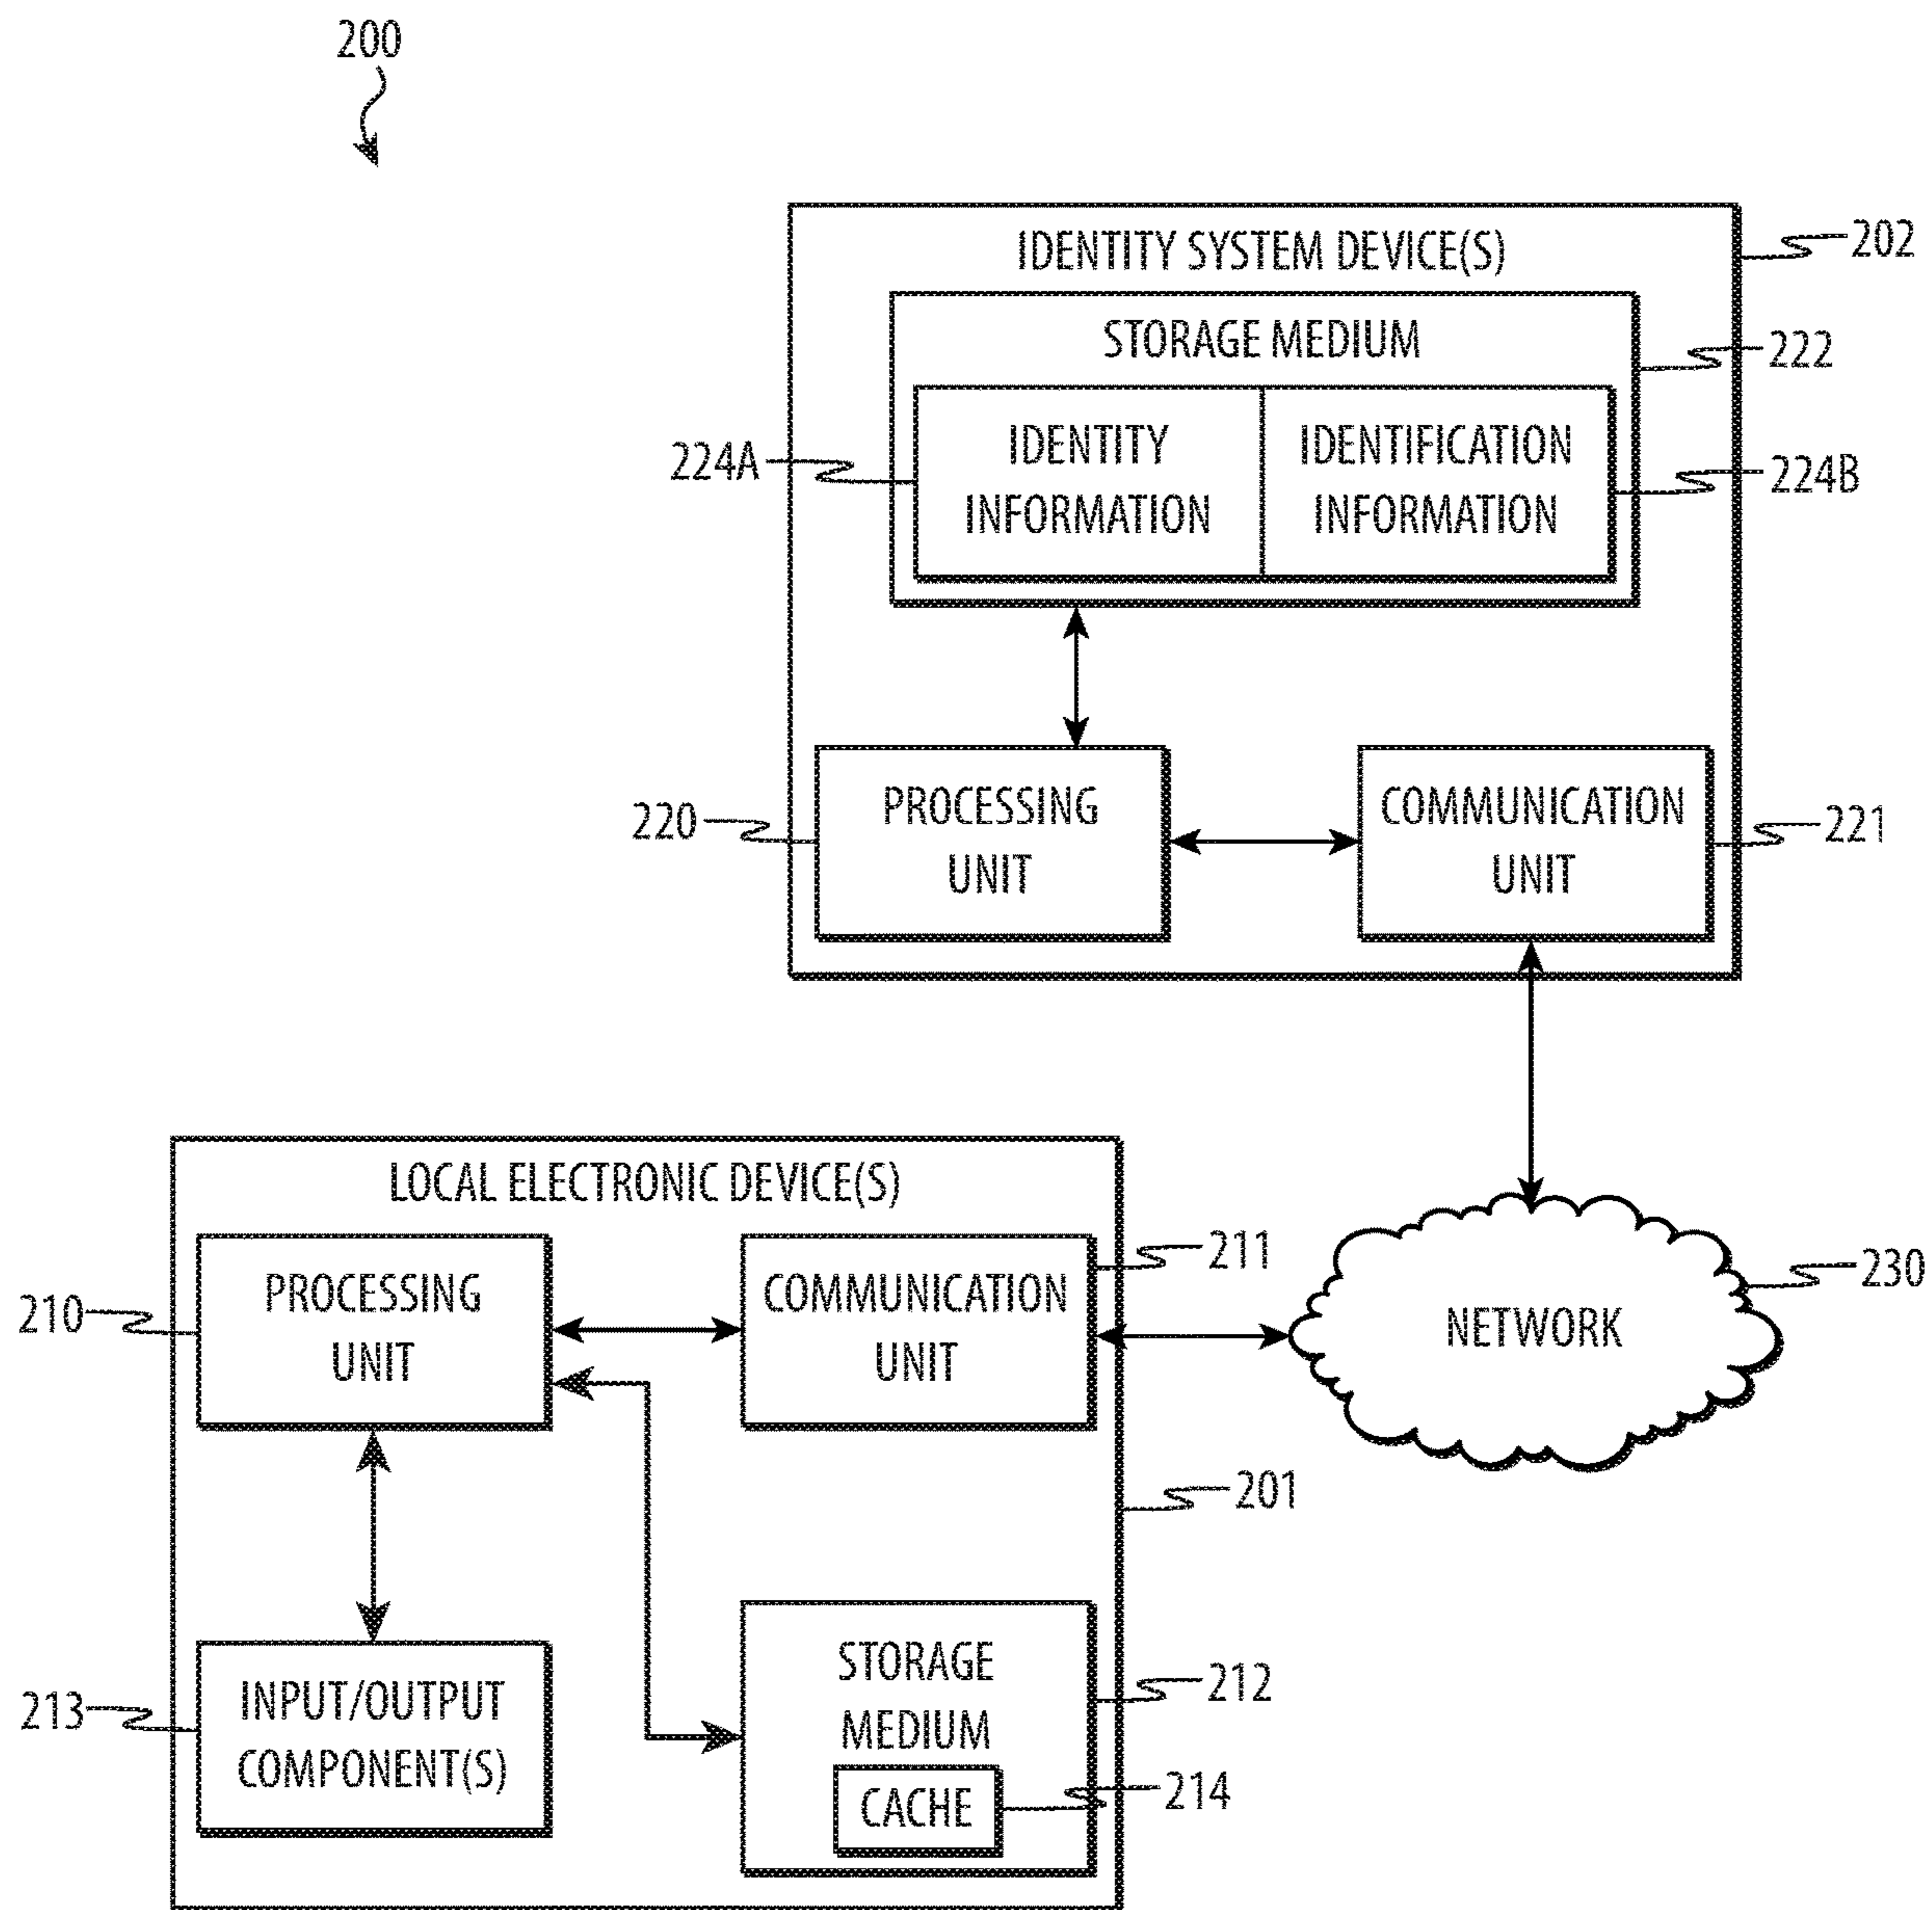 200
IDENTITY SYSTEM DEVICE(S)
202
STORAGE MEDIUM
222
224A
IDENTITY
INFORMATION
IDENTIFICATION
INFORMATION
224B
220
PROCESSING
UNIT
COMMUNICATION
UNIT
221
LOCAL ELECTRONIC DEVICE(S)
210
PROCESSING
UNIT
COMMUNICATION
UNIT
211
NETWORK
230
201
213
INPUT/OUTPUT
COMPONENT(S)
STORAGE
MEDIUM
212
CACHE
214